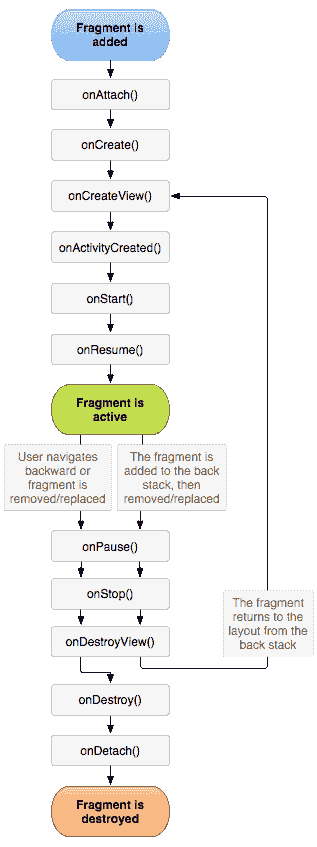 Fragment is
added
onAttach()
onCreate()
onCreateView()
onActivityCreated()
onStart()
onResume()
Fragment is
active
User navigates
backward or
fragment is
removed/replaced
The fragment is
added to the back
stack, then
removed/replaced
onPause()
onStop()
The fragment
returns to the
layout from the
back stack
onDestroyView()
onDestroy()
onDetach()
Fragment is
destroyed